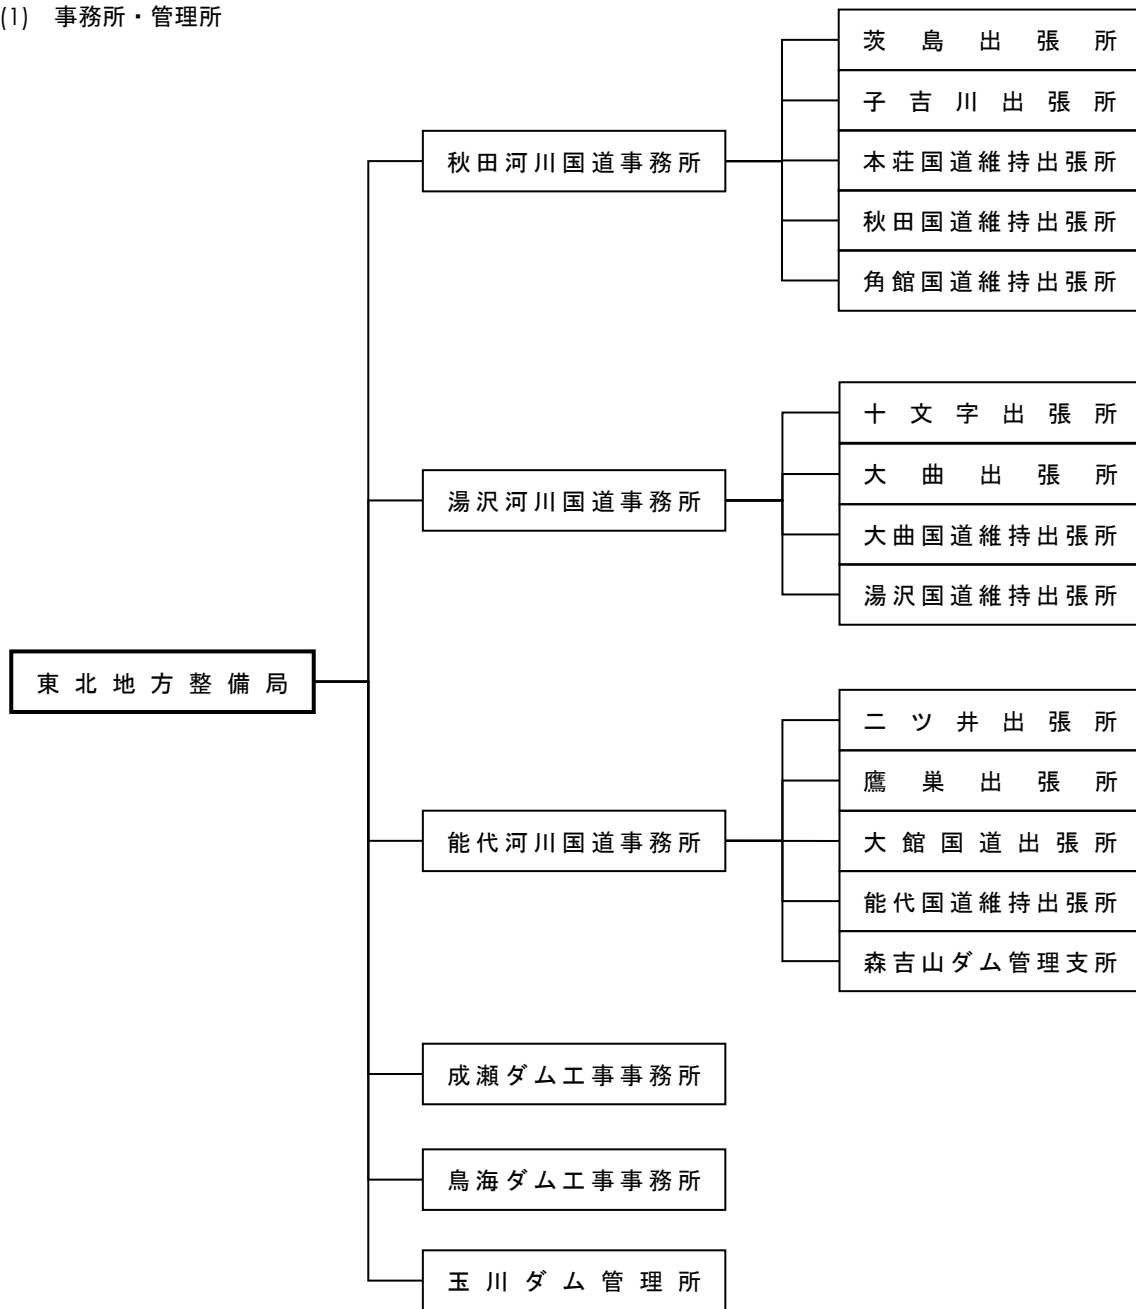 (1) 事務所・管理所
茨島出張所
子吉川出張所
秋田河川国道事務所
本荘国道維持出張所
秋田国道維持出張所
角館国道維持出張所
十文字出張所
大曲出張所
湯沢河川国道事務所
大曲国道維持出張所
湯沢国道維持出張所
東北地方整備局
二ツ井出張所
鷹巣出張所
能代河川国道事務所
大館国道出張所
能代国道維持出張所
森吉山ダム管理支所
成瀬ダム工事事務所
鳥海ダム工事事務所
玉川ダム管理所